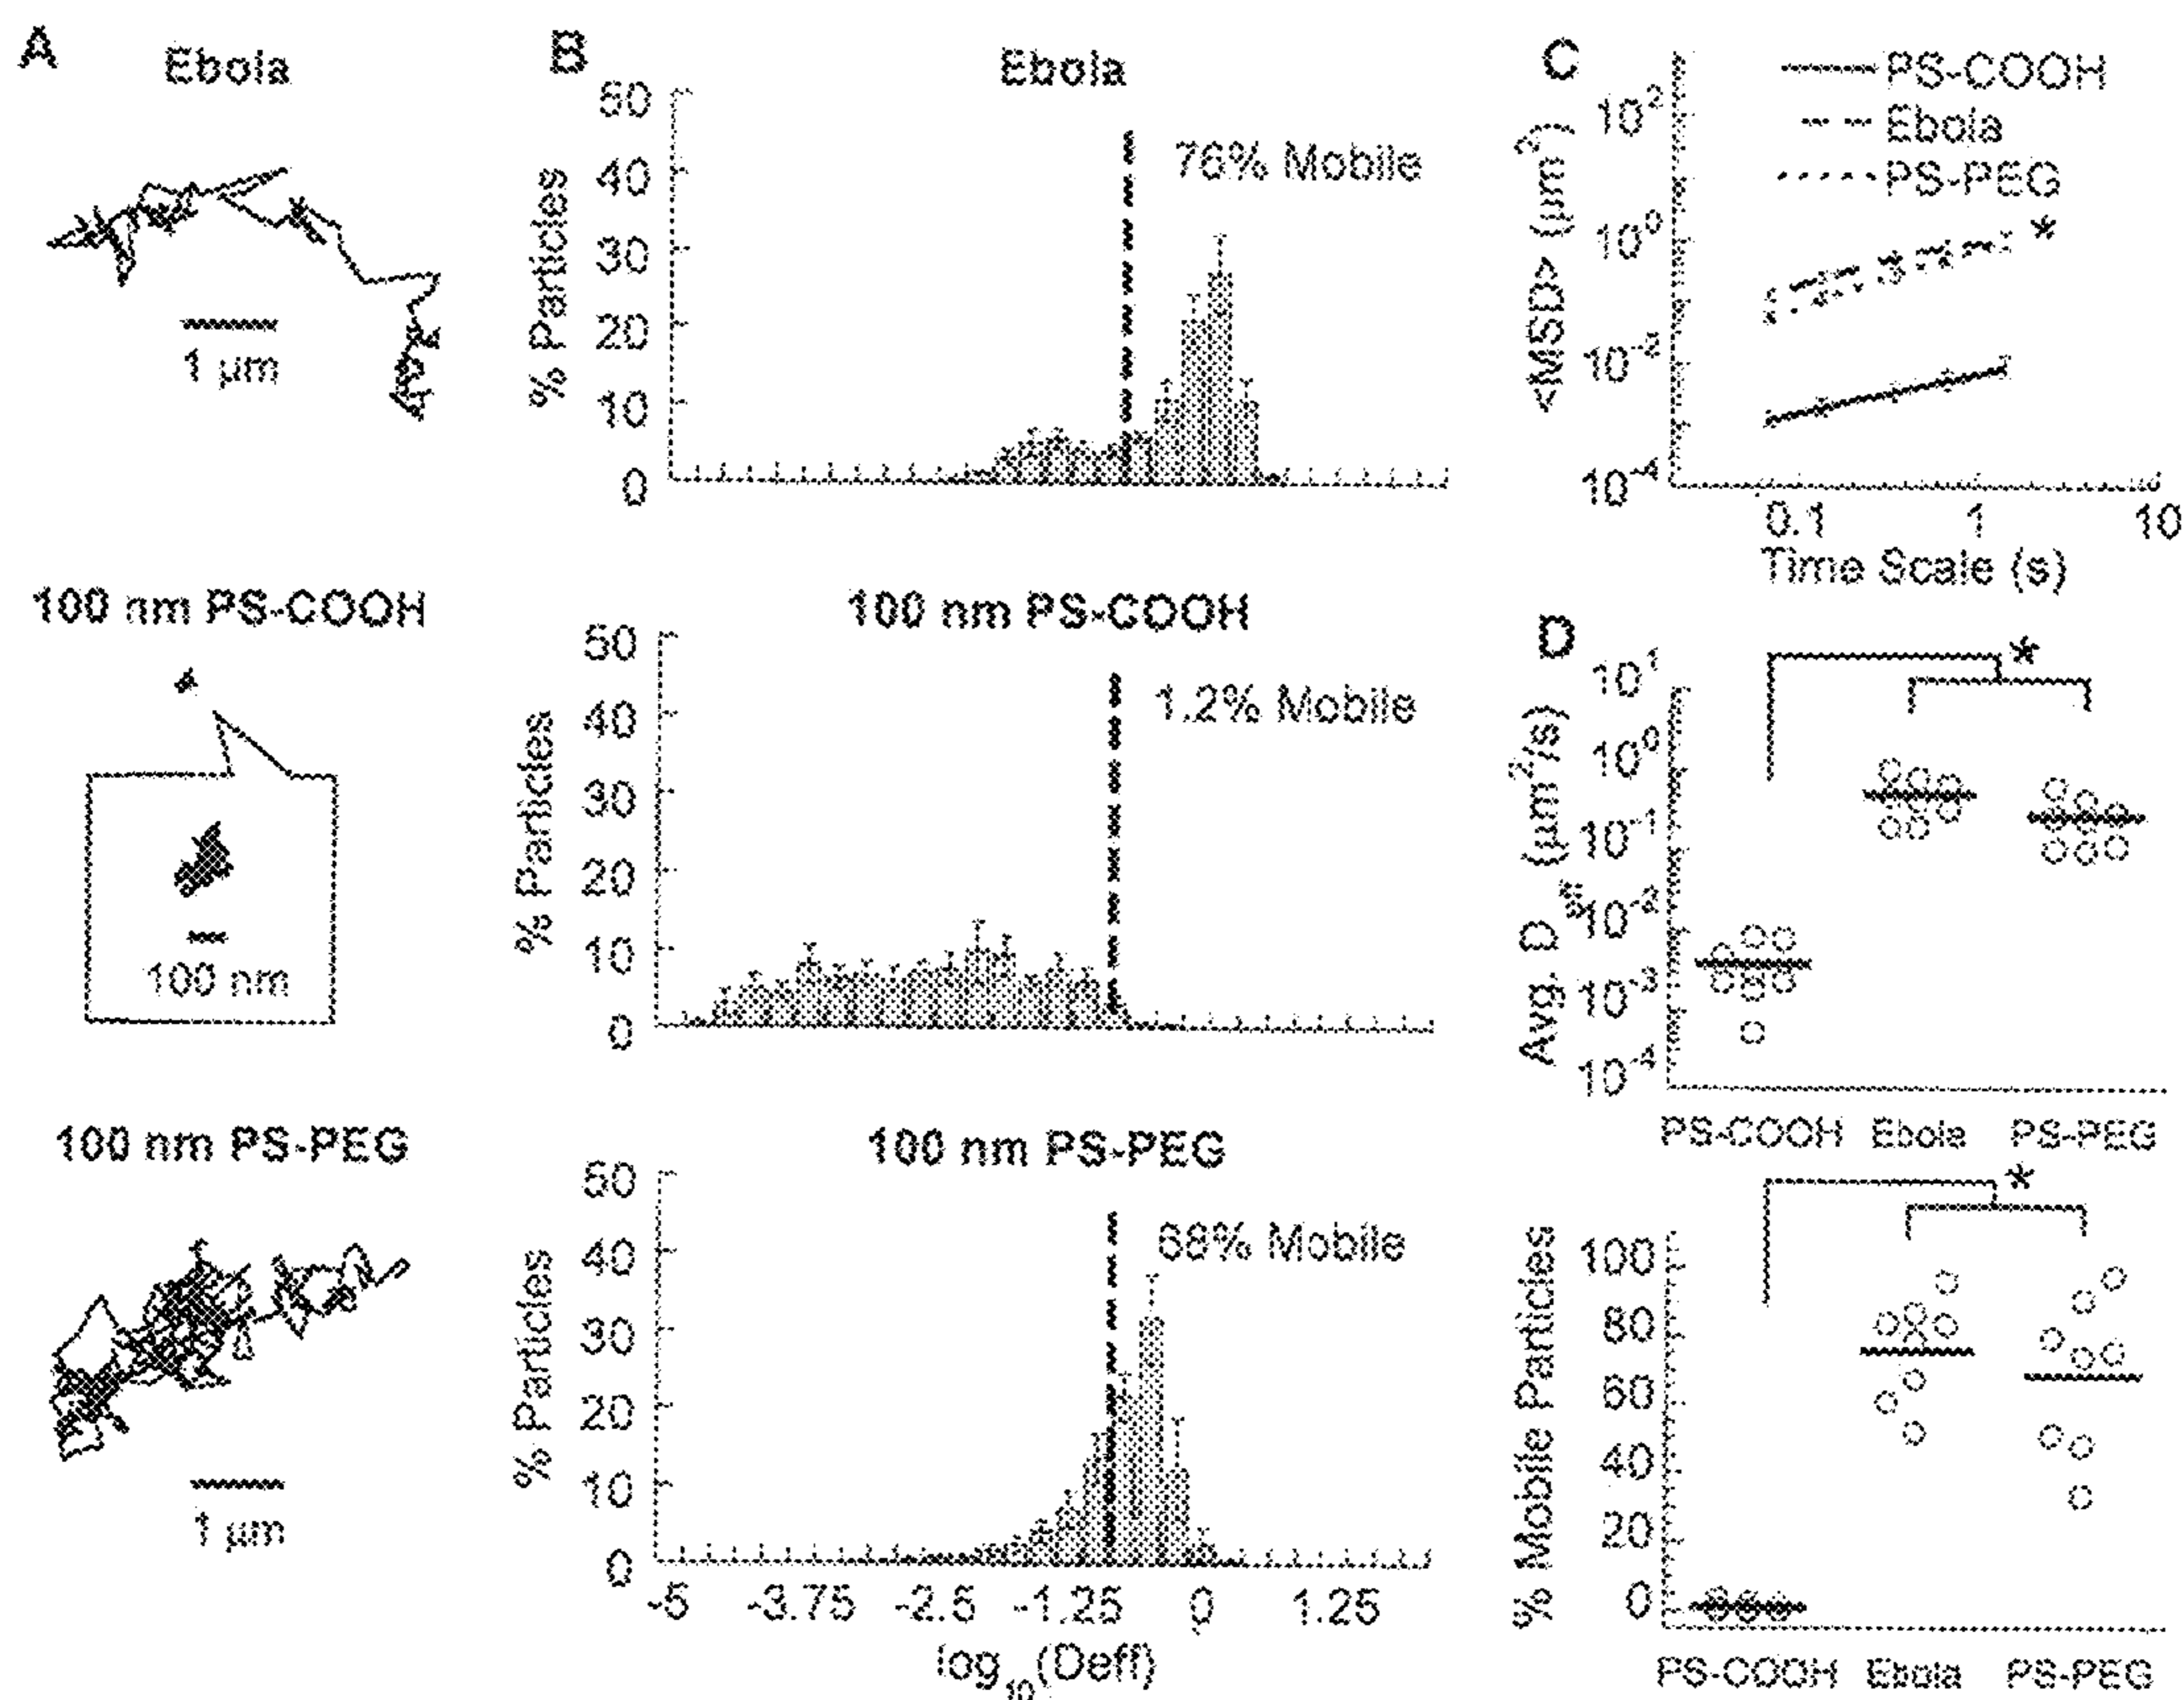 A
Ebola
1 µm
100 nm PS-COOH
100 nm
100 nm PS-PEG
1 µm
B
Ebola
76% Mobile
% Particles
50
40
30
20
10
0
100 nm PS-COOH
1.2% Mobile
% Particles
50
40
30
20
10
0
100 nm PS-PEG
68% Mobile
% Particles
50
40
30
20
10
0
-5 -3.75 -2.5 -1.25 0 1.25
log10(Deff)
C
PS-COOH
Ebola
PS-PEG
*
<MSD> (µm²)
10²
10⁰
10⁻²
10⁻⁴
0.1 1 10
Time Scale (s)
D
*
Avg. Deff (µm²/s)
10¹
10⁰
10⁻¹
10⁻²
10⁻³
10⁻⁴
PS-COOH Ebola PS-PEG
*
% Mobile Particles
100
80
60
40
20
0
PS-COOH Ebola PS-PEG